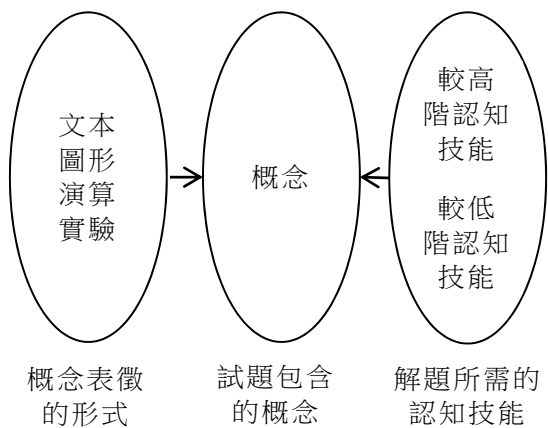 文本
圖形
演算
實驗
概念
較高
階認知
技能
較低
階認知
技能
概念表徵
的形式
試題包含
的概念
解題所需的
認知技能